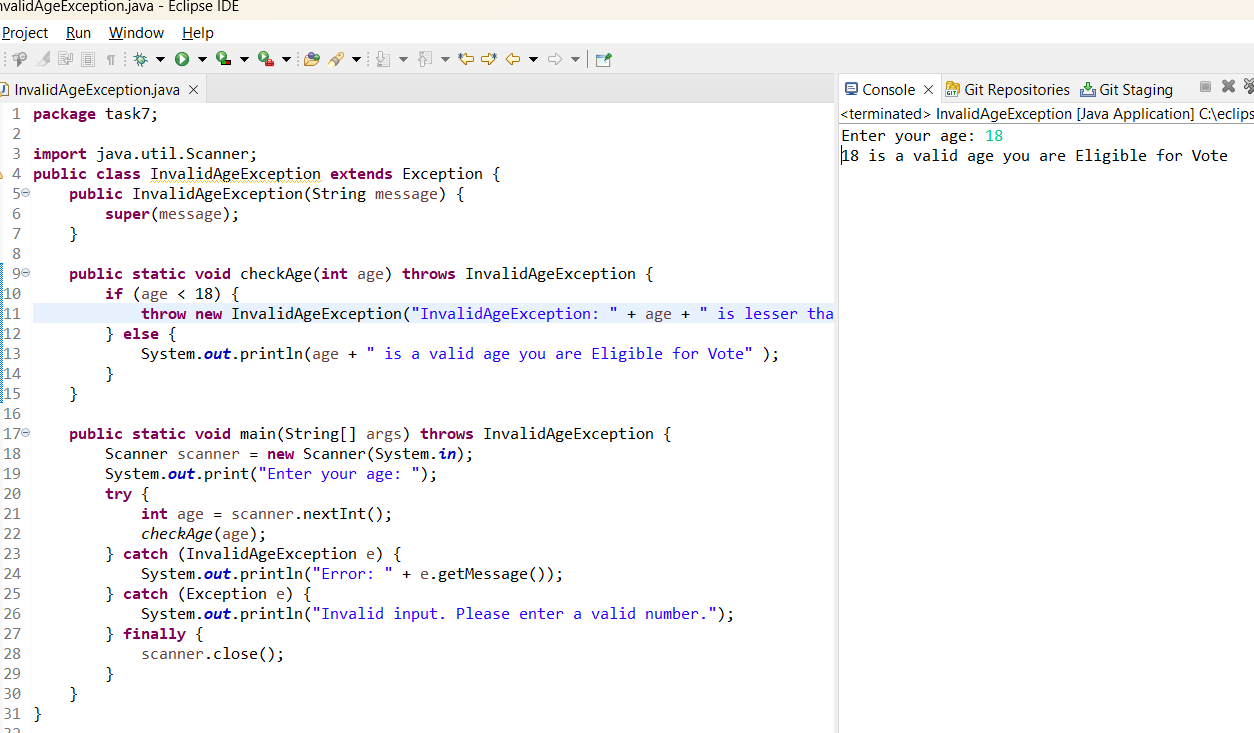 nvalidAgeException.java - Eclipse IDE
Project Run Window Help
InvalidAgeException.java
1 package task7;
2
3 import java.util.Scanner;
4 public class InvalidAgeException extends Exception {
5 public InvalidAgeException(String message) {
6 super(message);
7 }
8
9 public static void checkAge(int age) throws InvalidAgeException {
10 if (age < 18) {
11 throw new InvalidAgeException("InvalidAgeException: " + age + " is lesser tha
12 } else {
13 System.out.println(age + " is a valid age you are Eligible for Vote" );
14 }
15 }
16
17 public static void main(String[] args) throws InvalidAgeException {
18 Scanner scanner = new Scanner(System.in);
19 System.out.print("Enter your age: ");
20 try {
21 int age = scanner.nextInt();
22 checkAge(age);
23 } catch (InvalidAgeException e) {
24 System.out.println("Error: " + e.getMessage());
25 } catch (Exception e) {
26 System.out.println("Invalid input. Please enter a valid number.");
27 } finally {
28 scanner.close();
29 }
30 }
31 }
Console Git Repositories Git Staging
<terminated> InvalidAgeException [Java Application] C:\eclips
Enter your age: 18
18 is a valid age you are Eligible for Vote